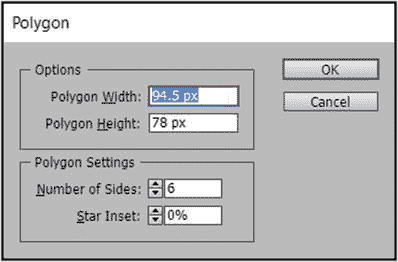 Polygon
Options
Polygon Width: 94.5 px
Polygon Height: 78 px
Polygon Settings
Number of Sides: 6
Star Inset: 0%
OK
Cancel